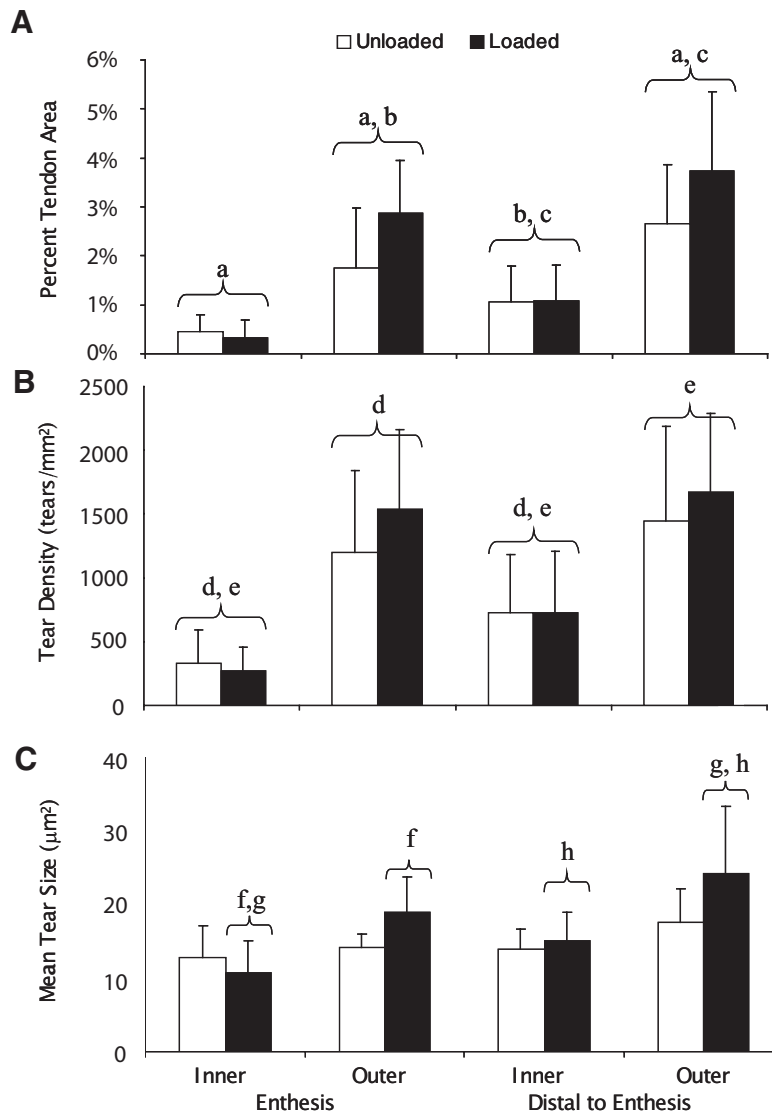 A
Unloaded Loaded
6%
5%
4%
3%
2%
1%
0%
Percent Tendon Area
a
a, b
b, c
a, c
B
2500
2000
1500
1000
500
0
Tear Density (tears/mm²)
d, e
d
d, e
e
C
40
30
20
10
0
Mean Tear Size (μm²)
f,g
f
h
g, h
Inner Outer Inner Outer
Enthesis Distal to Enthesis